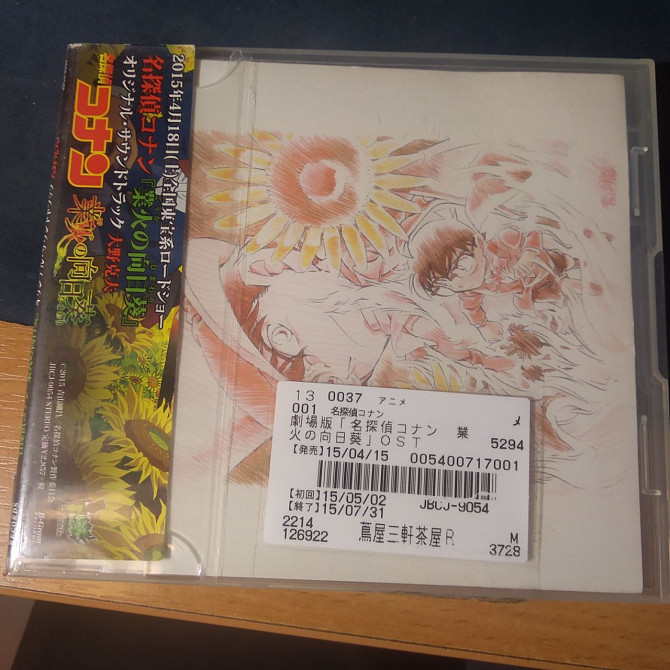 2015年4月18日(土)全国東宝系ロードショー
名探偵コナン『業火の向日葵』
ひまわり
オリジナル・サウンドトラック 大野克夫
名探偵
コナン
業火の向日葵
13 0037 アニメ
001 名探偵コナン メ
劇場版「名探偵コナン 業
火の向日葵」OST 5294
【発売】15/04/15 005400717001
【初回】15/05/02 JBCJ-9054
【終了】15/07/31
2214 M
126922 蔦屋三軒茶屋R 3728